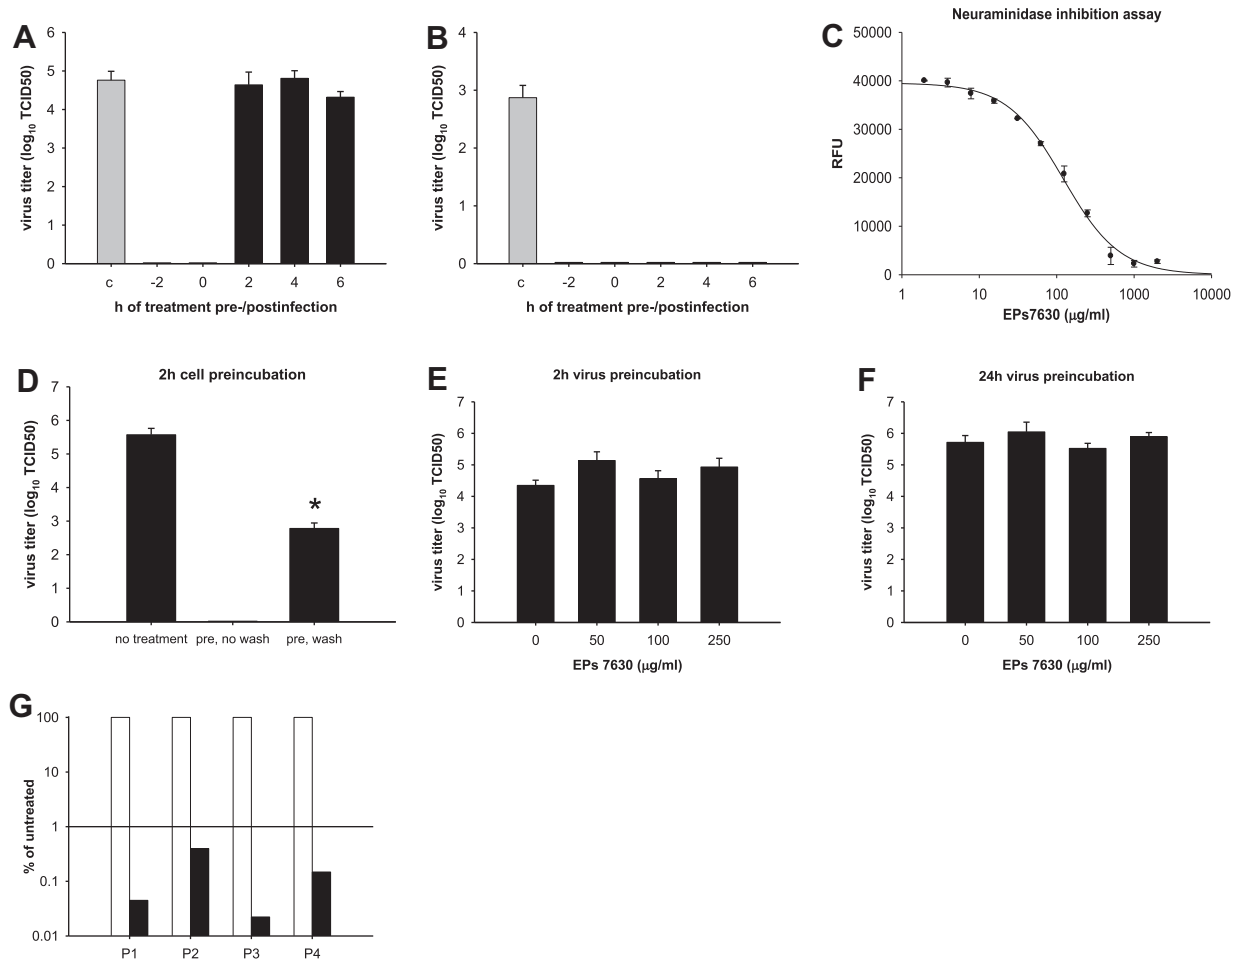 A
6
5
4
3
2
1
0
virus titer (log10 TCID50)
c -2 0 2 4 6
h of treatment pre-/postinfection
B
4
3
2
1
0
virus titer (log10 TCID50)
c -2 0 2 4 6
h of treatment pre-/postinfection
C
Neuraminidase inhibition assay
50000
40000
30000
20000
10000
0
RFU
1 10 100 1000 10000
EPs7630 (µg/ml)
D
2h cell preincubation
7
6
5
4
3
2
1
0
virus titer (log10 TCID50)
*
no treatment pre, no wash pre, wash
E
2h virus preincubation
7
6
5
4
3
2
1
0
virus titer (log10 TCID50)
0 50 100 250
EPs 7630 (µg/ml)
F
24h virus preincubation
7
6
5
4
3
2
1
0
virus titer (log10 TCID50)
0 50 100 250
EPs 7630 (µg/ml)
G
100
10
1
0.1
0.01
% of untreated
P1 P2 P3 P4